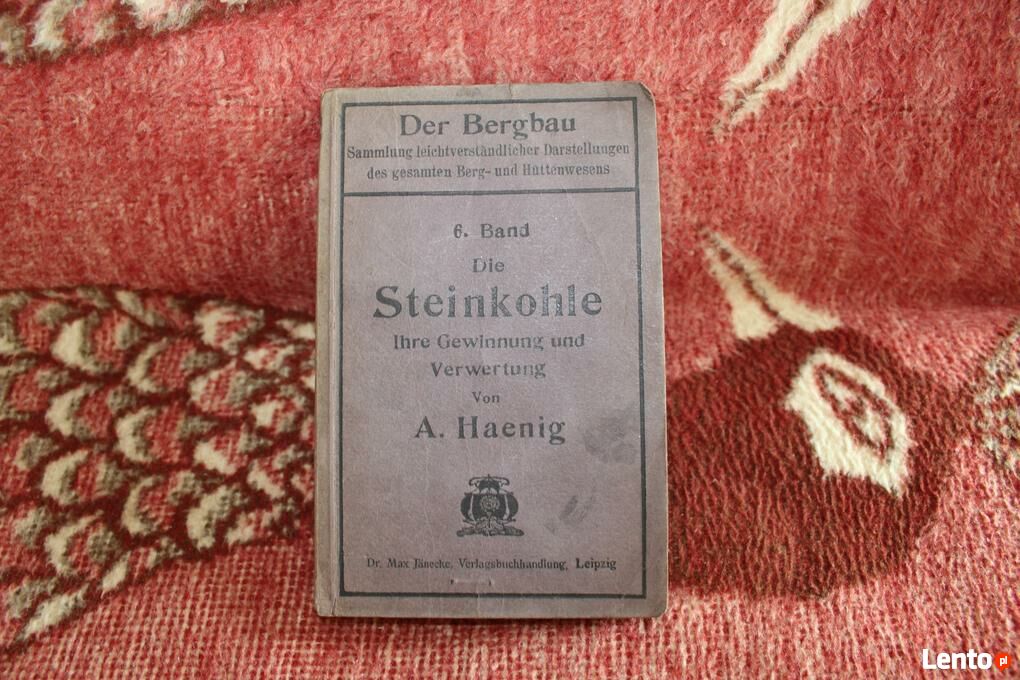 Der Bergbau
Sammlung leichtverständlicher Darstellungen
des gesamten Berg- und Hüttenwesens
6. Band
Die
Steinkohle
Ihre Gewinnung und
Verwertung
Von
A. Haenig
Dr. Max Jänecke, Verlagsbuchhandlung, Leipzig
Lento.pl